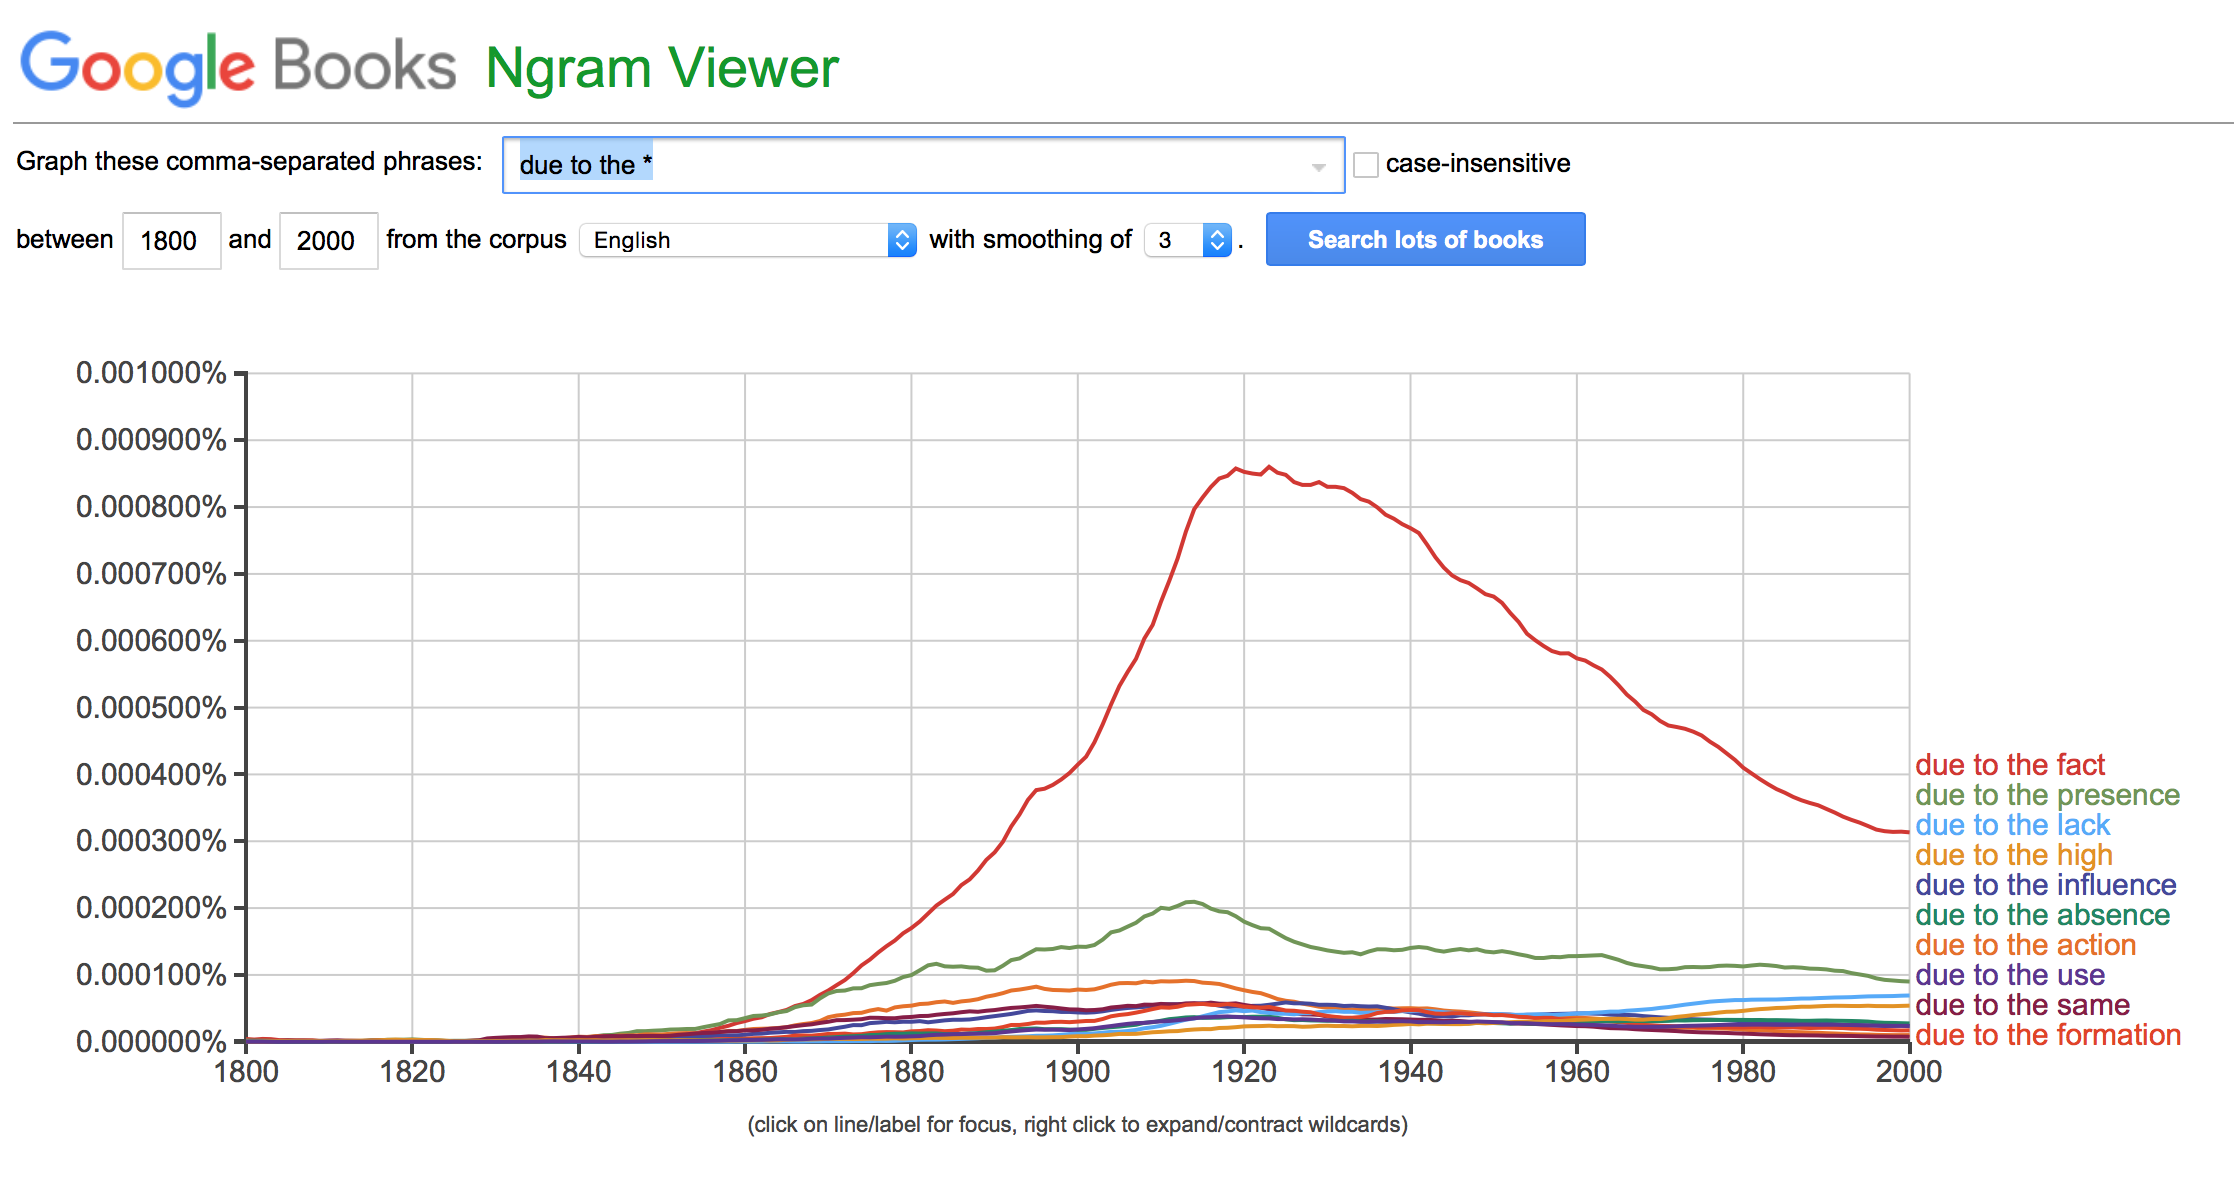 Google Books Ngram Viewer
Graph these comma-separated phrases: due to the * case-insensitive
between 1800 and 2000 from the corpus English with smoothing of 3 . Search lots of books
0.001000%
0.000900%
0.000800%
0.000700%
0.000600%
0.000500%
0.000400%
0.000300%
0.000200%
0.000100%
0.000000%
due to the fact
due to the presence
due to the lack
due to the high
due to the influence
due to the absence
due to the action
due to the use
due to the same
due to the formation
1800 1820 1840 1860 1880 1900 1920 1940 1960 1980 2000
(click on line/label for focus, right click to expand/contract wildcards)